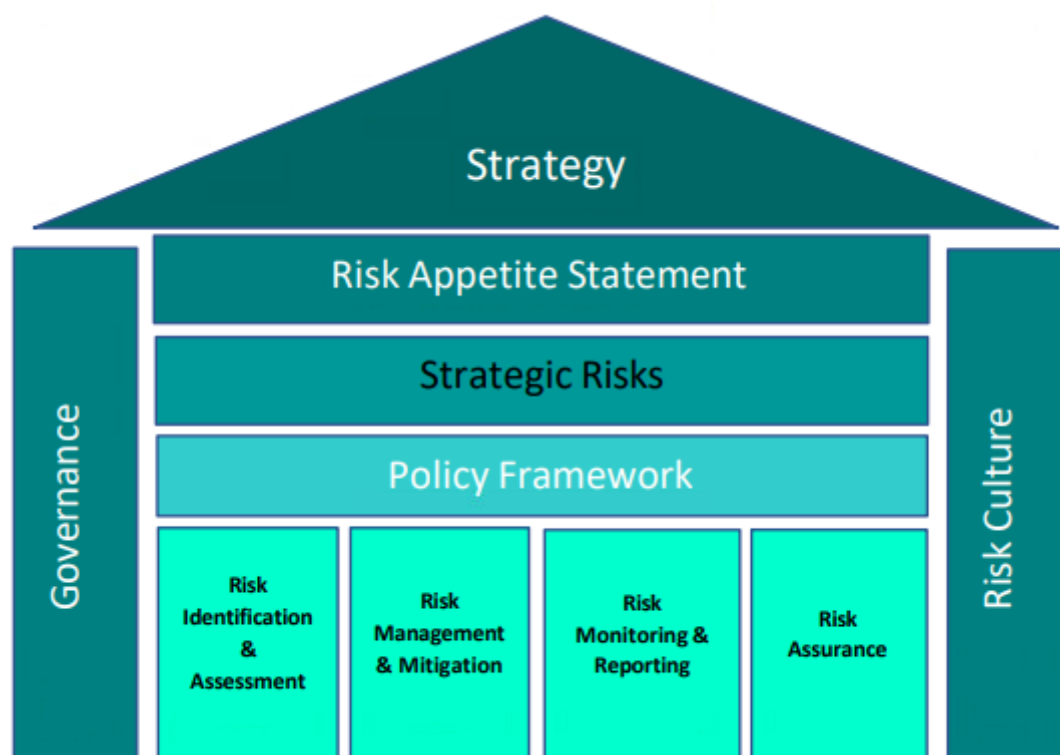 Strategy
Risk Appetite Statement
Strategic Risks
Policy Framework
Governance
Risk
Identification
&
Assessment
Risk
Management
& Mitigation
Risk
Monitoring &
Reporting
Risk
Assurance
Risk Culture